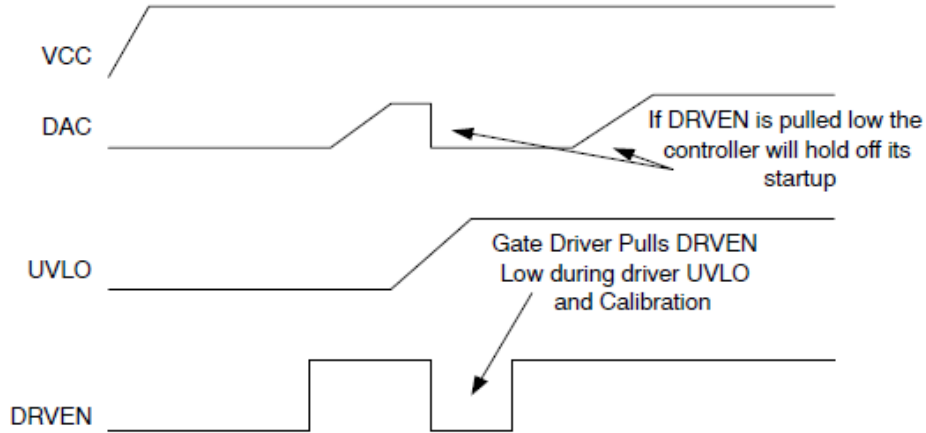 VCC
DAC
If DRVEN is pulled low the
controller will hold off its
startup
UVLO
Gate Driver Pulls DRVEN
Low during driver UVLO
and Calibration
DRVEN